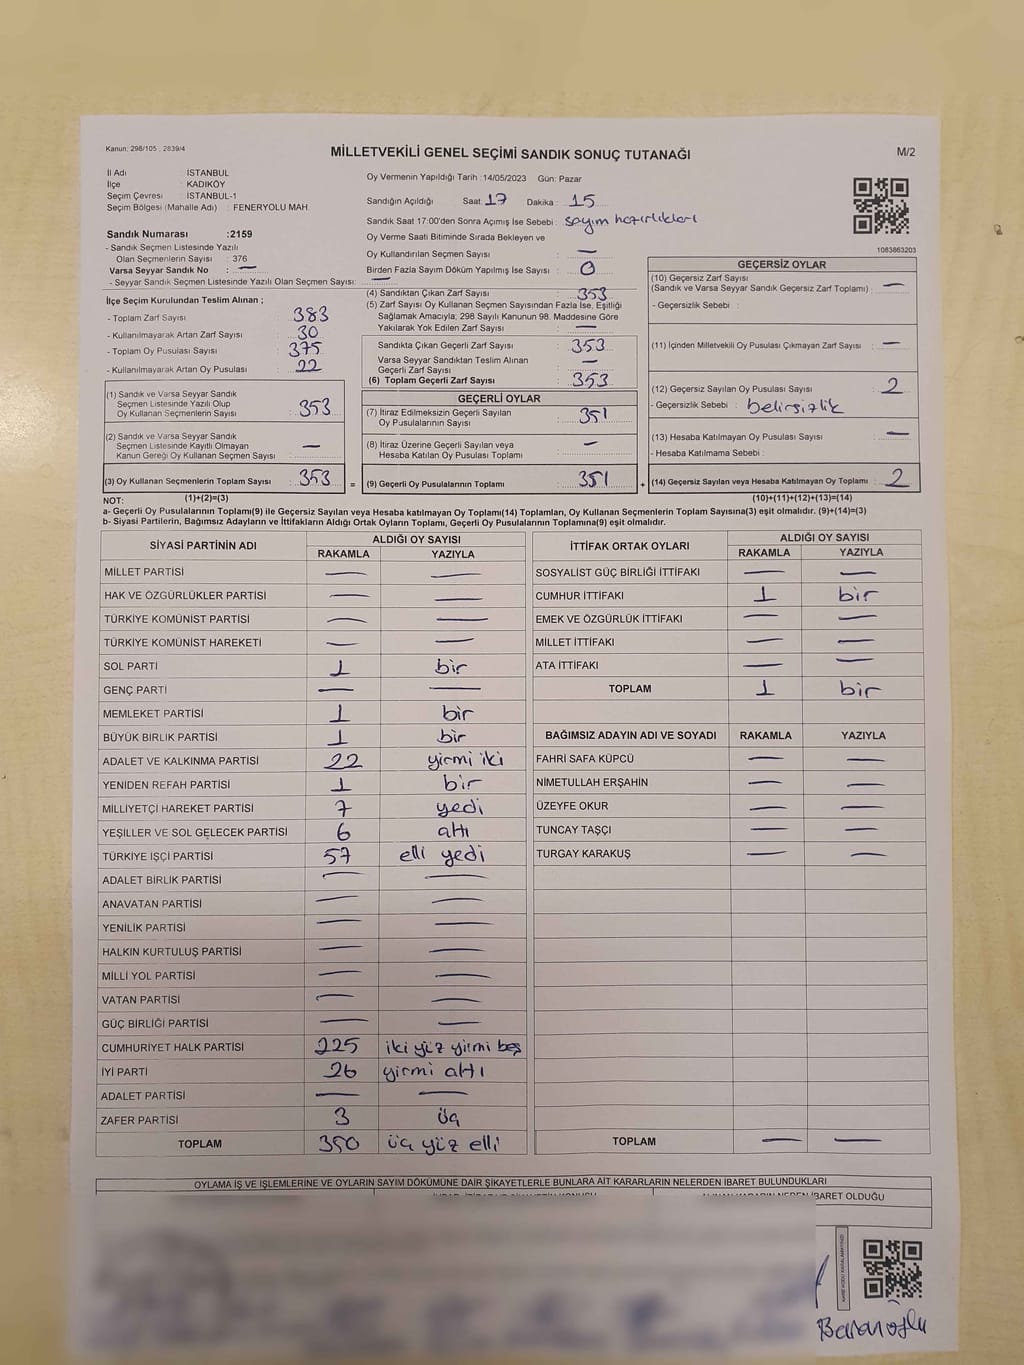 Kanun: 298/105 , 2839/4
MİLLETVEKİLİ GENEL SEÇİMİ SANDIK SONUÇ TUTANAĞI
M/2
İl Adı : İSTANBUL
İlçe : KADIKÖY
Seçim Çevresi : İSTANBUL-1
Seçim Bölgesi (Mahalle Adı) : FENERYOLU MAH
Sandık Numarası :2159
- Sandık Seçmen Listesinde Yazılı
Olan Seçmenlerin Sayısı : 376
Varsa Seyyar Sandık No : —
- Seyyar Sandık Seçmen Listesinde Yazılı Olan Seçmen Sayısı: —
İlçe Seçim Kurulundan Teslim Alınan ;
- Toplam Zarf Sayısı : 383
- Kullanılmayarak Artan Zarf Sayısı : 30
- Toplam Oy Pusulası Sayısı : 375
- Kullanılmayarak Artan Oy Pusulası : 22
(1) Sandık ve Varsa Seyyar Sandık
Seçmen Listesinde Yazılı Olup
Oy Kullanan Seçmenlerin Sayısı : 353
(2) Sandık ve Varsa Seyyar Sandık
Seçmen Listesinde Kayıtlı Olmayan
Kanun Gereği Oy Kullanan Seçmen Sayısı : —
(3) Oy Kullanan Seçmenlerin Toplam Sayısı : 353
Oy Vermenin Yapıldığı Tarih :14/05/2023 Gün: Pazar
Sandığın Açıldığı Saat: 17 Dakika : 15
Sandık Saat 17:00'den Sonra Açımış İse Sebebi : sayım hazırlıkları
Oy Verme Saati Bitiminde Sırada Bekleyen ve
Oy Kullandırılan Seçmen Sayısı : —
Birden Fazla Sayım Döküm Yapılmış İse Sayısı : 0
(4) Sandıktan Çıkan Zarf Sayısı : 353
(5) Zarf Sayısı Oy Kullanan Seçmen Sayısından Fazla İse, Eşitliği
Sağlamak Amacıyla; 298 Sayılı Kanunun 98. Maddesine Göre
Yakılarak Yok Edilen Zarf Sayısı : —
Sandıkta Çıkan Geçerli Zarf Sayısı : 353
Varsa Seyyar Sandıktan Teslim Alınan
Geçerli Zarf Sayısı : —
(6) Toplam Geçerli Zarf Sayısı : 353
GEÇERLİ OYLAR
(7) İtiraz Edilmeksizin Geçerli Sayılan
Oy Pusulalarının Sayısı : 351
(8) İtiraz Üzerine Geçerli Sayılan veya
Hesaba Katılan Oy Pusulası Toplamı : —
= (9) Geçerli Oy Pusulalarının Toplamı : 351
1083863203
GEÇERSİZ OYLAR
(10) Geçersiz Zarf Sayısı
(Sandık ve Varsa Seyyar Sandık Geçersiz Zarf Toplamı) : —
- Geçersizlik Sebebi :
(11) İçinden Milletvekili Oy Pusulası Çıkmayan Zarf Sayısı : —
(12) Geçersiz Sayılan Oy Pusulası Sayısı : 2
- Geçersizlik Sebebi : belirsizlik
(13) Hesaba Katılmayan Oy Pusulası Sayısı : —
- Hesaba Katılmama Sebebi :
+ (14) Geçersiz Sayılan veya Hesaba Katılmayan Oy Toplamı : 2
NOT: (1)+(2)=(3) (10)+(11)+(12)+(13)=(14)
a- Geçerli Oy Pusulalarının Toplamı(9) ile Geçersiz Sayılan veya Hesaba katılmayan Oy Toplamı(14) Toplamları, Oy Kullanan Seçmenlerin Toplam Sayısına(3) eşit olmalıdır. (9)+(14)=(3)
b- Siyasi Partilerin, Bağımsız Adayların ve İttifakların Aldığı Ortak Oyların Toplamı, Geçerli Oy Pusulalarının Toplamına(9) eşit olmalıdır.
SİYASİ PARTİNİN ADI ALDIĞI OY SAYISI
RAKAMLA YAZIYLA
MİLLET PARTİSİ — —
HAK VE ÖZGÜRLÜKLER PARTİSİ — —
TÜRKİYE KOMÜNİST PARTİSİ — —
TÜRKİYE KOMÜNİST HAREKETİ — —
SOL PARTİ 1 bir
GENÇ PARTİ — —
MEMLEKET PARTİSİ 1 bir
BÜYÜK BİRLİK PARTİSİ 1 bir
ADALET VE KALKINMA PARTİSİ 22 yirmi iki
YENİDEN REFAH PARTİSİ 1 bir
MİLLİYETÇİ HAREKET PARTİSİ 7 yedi
YEŞİLLER VE SOL GELECEK PARTİSİ 6 altı
TÜRKİYE İŞÇİ PARTİSİ 57 elli yedi
ADALET BİRLİK PARTİSİ — —
ANAVATAN PARTİSİ — —
YENİLİK PARTİSİ — —
HALKIN KURTULUŞ PARTİSİ — —
MİLLİ YOL PARTİSİ — —
VATAN PARTİSİ — —
GÜÇ BİRLİĞİ PARTİSİ — —
CUMHURİYET HALK PARTİSİ 225 iki yüz yirmi beş
İYİ PARTİ 26 yirmi altı
ADALET PARTİSİ — —
ZAFER PARTİSİ 3 üç
TOPLAM 350 üç yüz elli
İTTİFAK ORTAK OYLARI ALDIĞI OY SAYISI
RAKAMLA YAZIYLA
SOSYALİST GÜÇ BİRLİĞİ İTTİFAKI — —
CUMHUR İTTİFAKI 1 bir
EMEK VE ÖZGÜRLÜK İTTİFAKI — —
MİLLET İTTİFAKI — —
ATA İTTİFAKI — —
TOPLAM 1 bir
BAĞIMSIZ ADAYIN ADI VE SOYADI RAKAMLA YAZIYLA
FAHRİ SAFA KÜPCÜ — —
NİMETULLAH ERŞAHİN — —
ÜZEYFE OKUR — —
TUNCAY TAŞÇI — —
TURGAY KARAKUŞ — —
TOPLAM — —
OYLAMA İŞ VE İŞLEMLERİNE VE OYLARIN SAYIM DÖKÜMÜNE DAİR ŞİKAYETLERLE BUNLARA AİT KARARLARIN NELERDEN İBARET BULUNDUKLARI
İBARET OLDUĞU